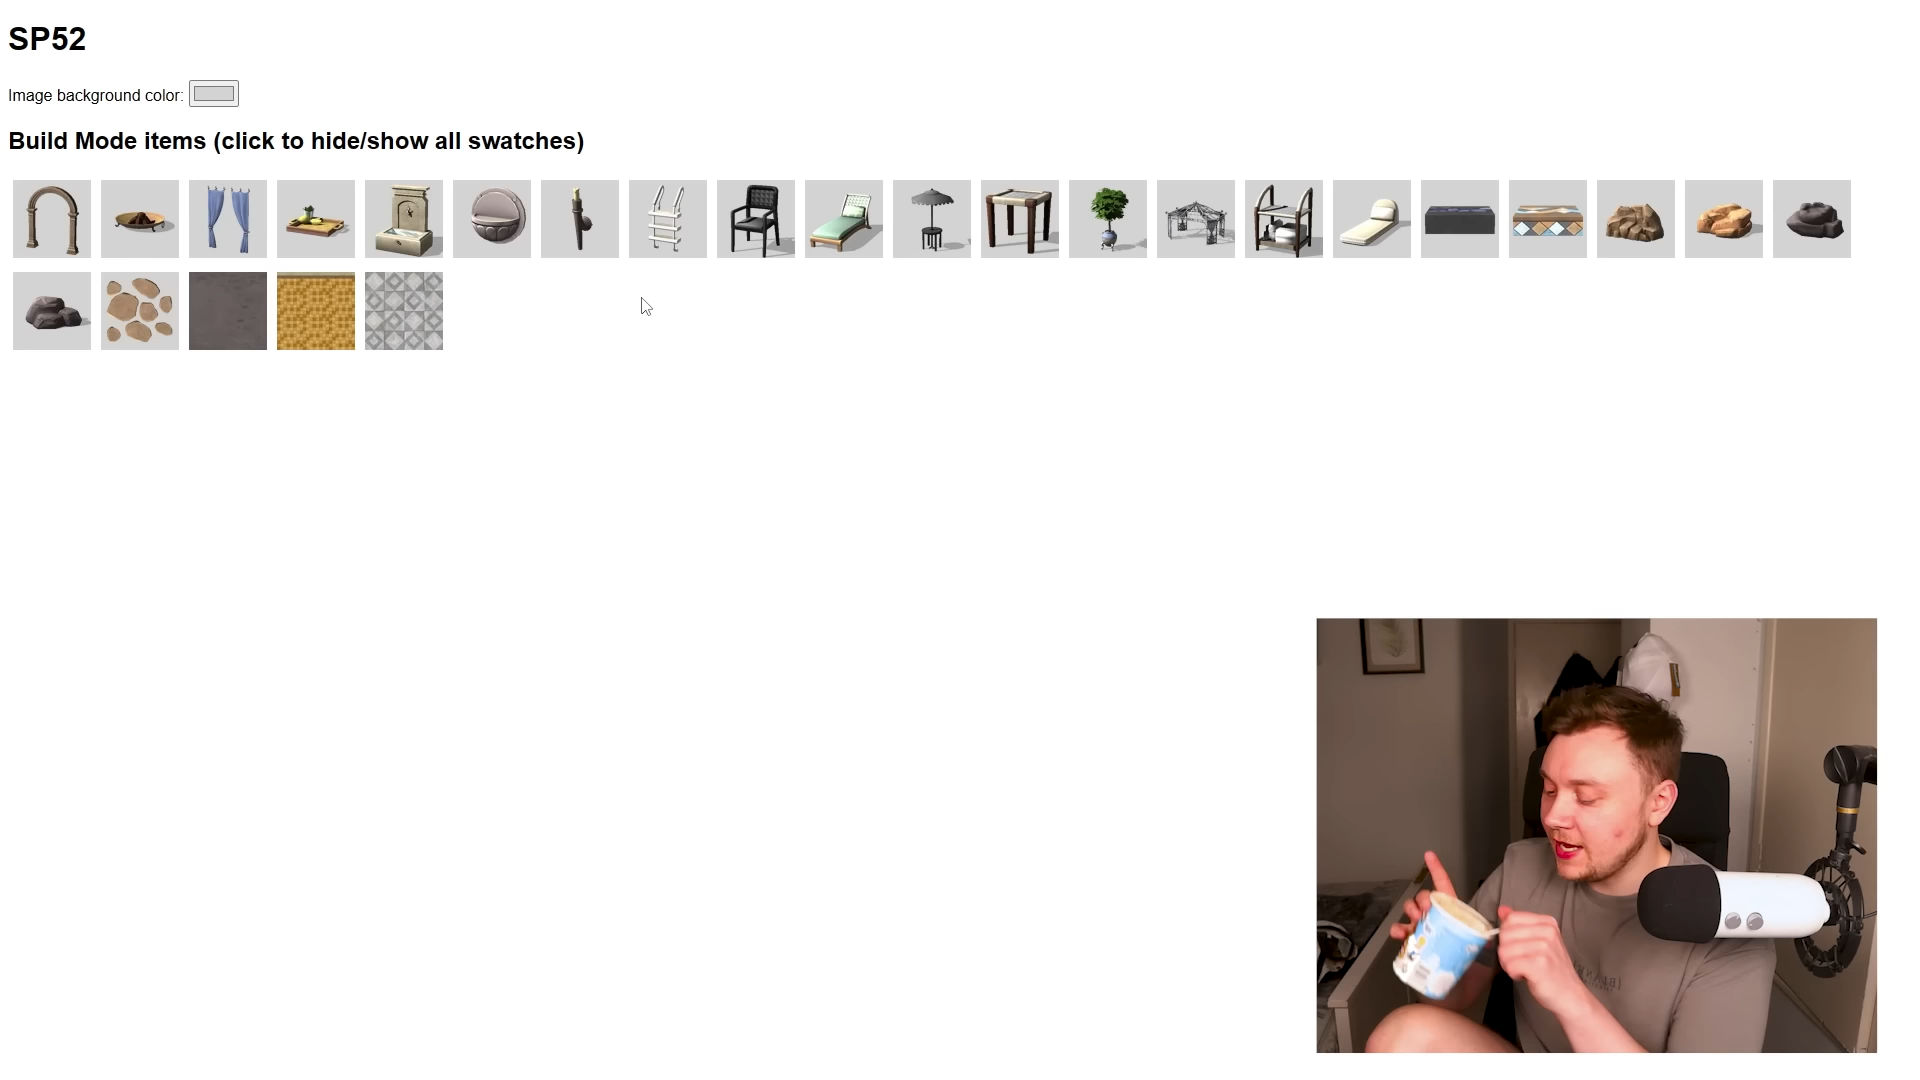 SP52
Image background color:
Build Mode items (click to hide/show all swatches)